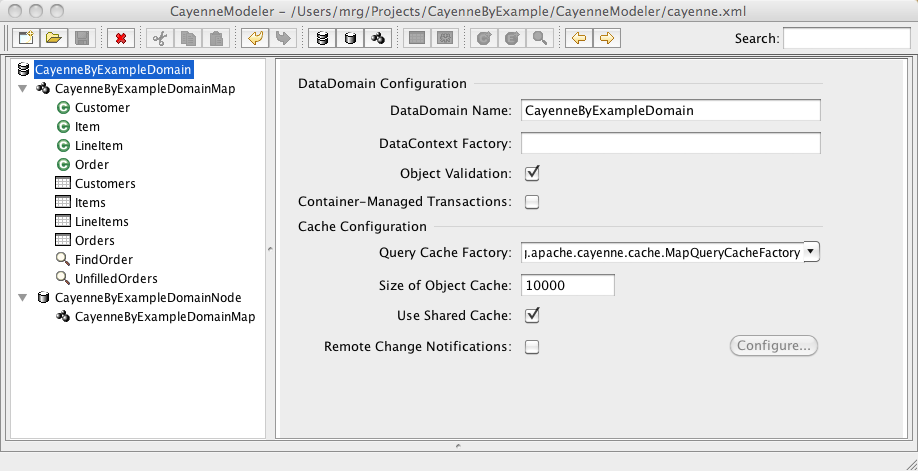 CayenneModeler – /Users/mrg/Projects/CayenneByExample/CayenneModeler/cayenne.xml
Search:
CayenneByExampleDomain
CayenneByExampleDomainMap
Customer
Item
LineItem
Order
Customers
Items
LineItems
Orders
FindOrder
UnfilledOrders
CayenneByExampleDomainNode
CayenneByExampleDomainMap
DataDomain Configuration
DataDomain Name: CayenneByExampleDomain
DataContext Factory:
Object Validation:
Container-Managed Transactions:
Cache Configuration
Query Cache Factory: .apache.cayenne.cache.MapQueryCacheFactory
Size of Object Cache: 10000
Use Shared Cache:
Remote Change Notifications: Configure...